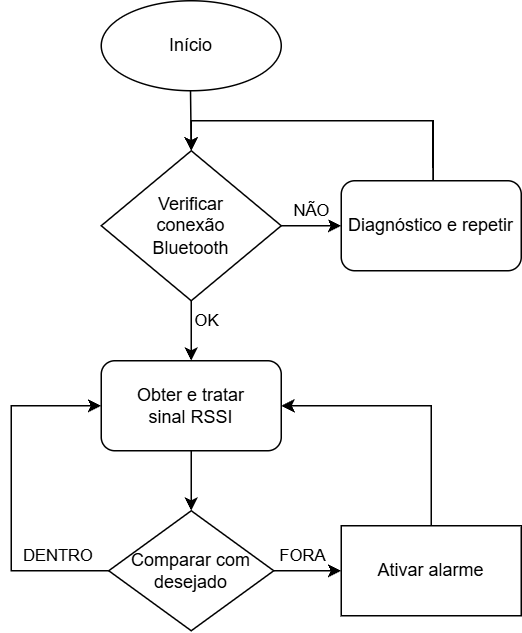 Início
Verificar
conexão
Bluetooth
NÃO
Diagnóstico e repetir
OK
Obter e tratar
sinal RSSI
DENTRO
Comparar com
desejado
FORA
Ativar alarme